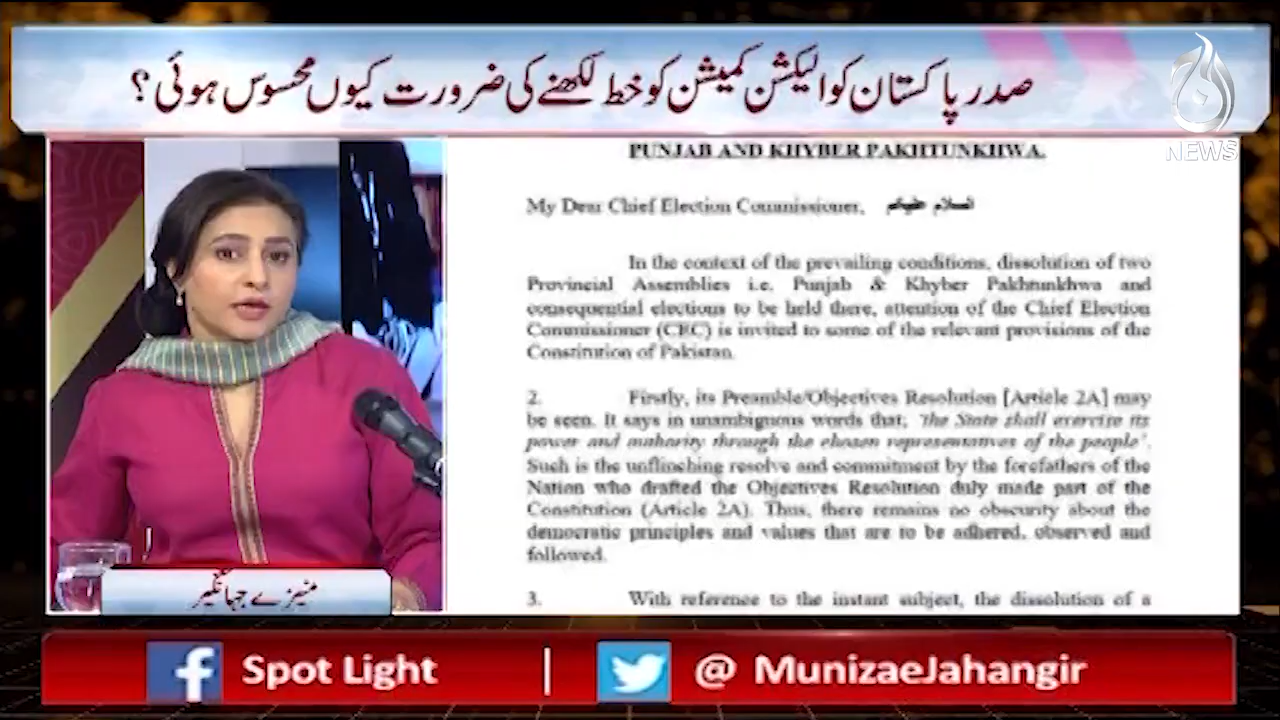 صدر پاکستان کو الیکشن کمیشن کو خط لکھنے کی ضرورت کیوں محسوس ہوئی؟
آج
NEWS
PUNJAB AND KHYBER PAKHTUNKHWA.
My Dear Chief Election Commissioner, السلام علیکم
In the context of the prevailing conditions, dissolution of two
Provincial Assemblies i.e. Punjab & Khyber Pakhtunkhwa and
consequential elections to be held there, attention of the Chief Election
Commissioner (CEC) is invited to some of the relevant provisions of the
Constitution of Pakistan.
2. Firstly, its Preamble/Objectives Resolution [Article 2A] may
be seen. It says in unambiguous words that; 'the State shall exercise its
power and authority through the chosen representatives of the people'.
Such is the unflinching resolve and commitment by the forefathers of the
Nation who drafted the Objectives Resolution duly made part of the
Constitution (Article 2A). Thus, there remains no obscurity about the
democratic principles and values that are to be adhered, observed and
followed.
3. With reference to the instant subject, the dissolution of a
منیزے جہانگیر
Spot Light | @ MunizaeJahangir